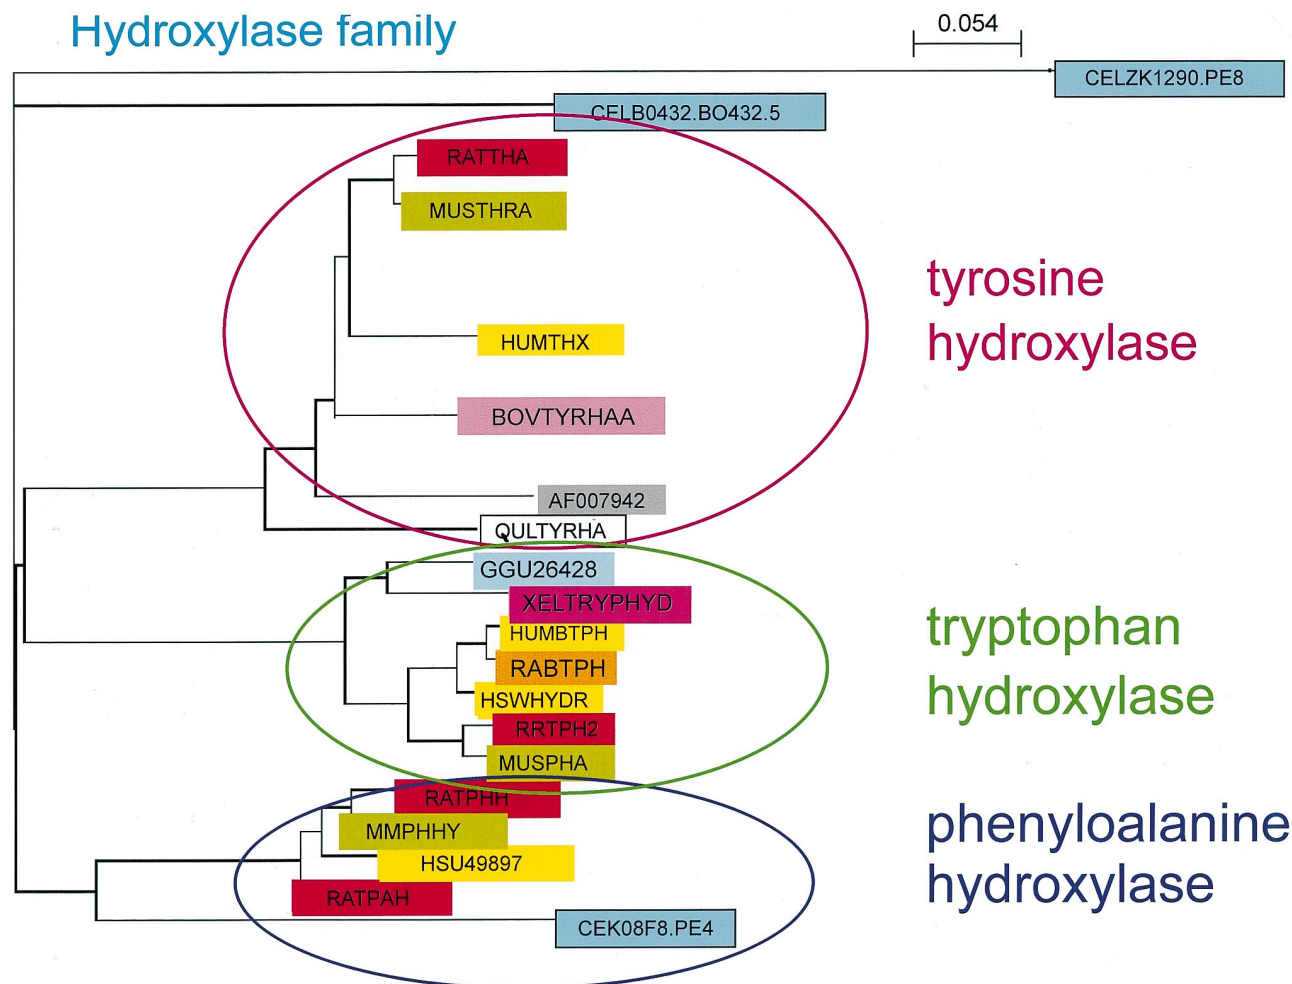 Hydroxylase family
0.054
CELZK1290.PE8
CELB0432.BO432.5
RATTHA
MUSTHRA
tyrosine
hydroxylase
HUMTHX
BOVTYRHAA
AF007942
QULTYRHA
GGU26428
XELTRYPHYD
HUMBTPH
tryptophan
hydroxylase
RABTPH
HSWHYDR
RRTPH2
MUSPHA
RATPHH
MMPHHY
HSU49897
phenyloalanine
hydroxylase
RATPAH
CEK08F8.PE4